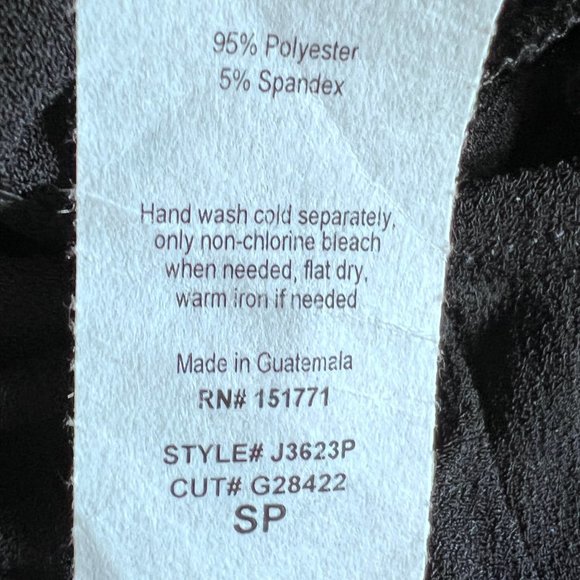 95% Polyester
5% Spandex
Hand wash cold separately,
only non-chlorine bleach
when needed, flat dry,
warm iron if needed
Made in Guatemala
RN# 151771
STYLE# J3623P
CUT# G28422
SP